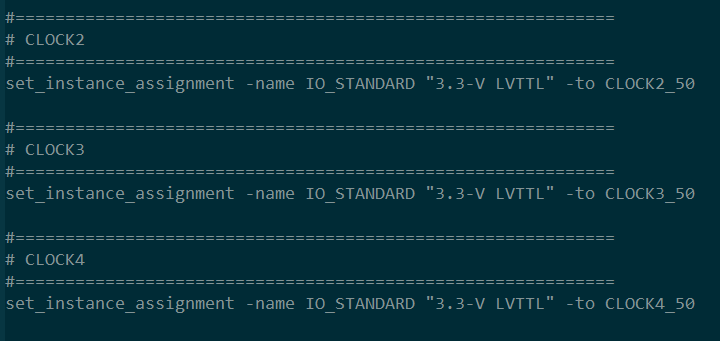 #============================================================
# CLOCK2
#============================================================
set_instance_assignment -name IO_STANDARD "3.3-V LVTTL" -to CLOCK2_50
#============================================================
# CLOCK3
#============================================================
set_instance_assignment -name IO_STANDARD "3.3-V LVTTL" -to CLOCK3_50
#============================================================
# CLOCK4
#============================================================
set_instance_assignment -name IO_STANDARD "3.3-V LVTTL" -to CLOCK4_50